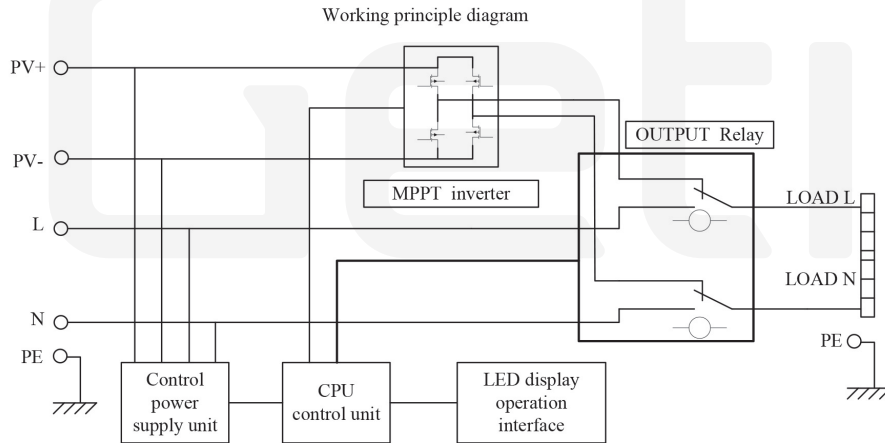 Working principle diagram
PV+
PV-
MPPT inverter
OUTPUT Relay
L
LOAD L
LOAD N
N
PE
PE
Control
power
supply unit
CPU
control unit
LED display
operation
interface
Geti